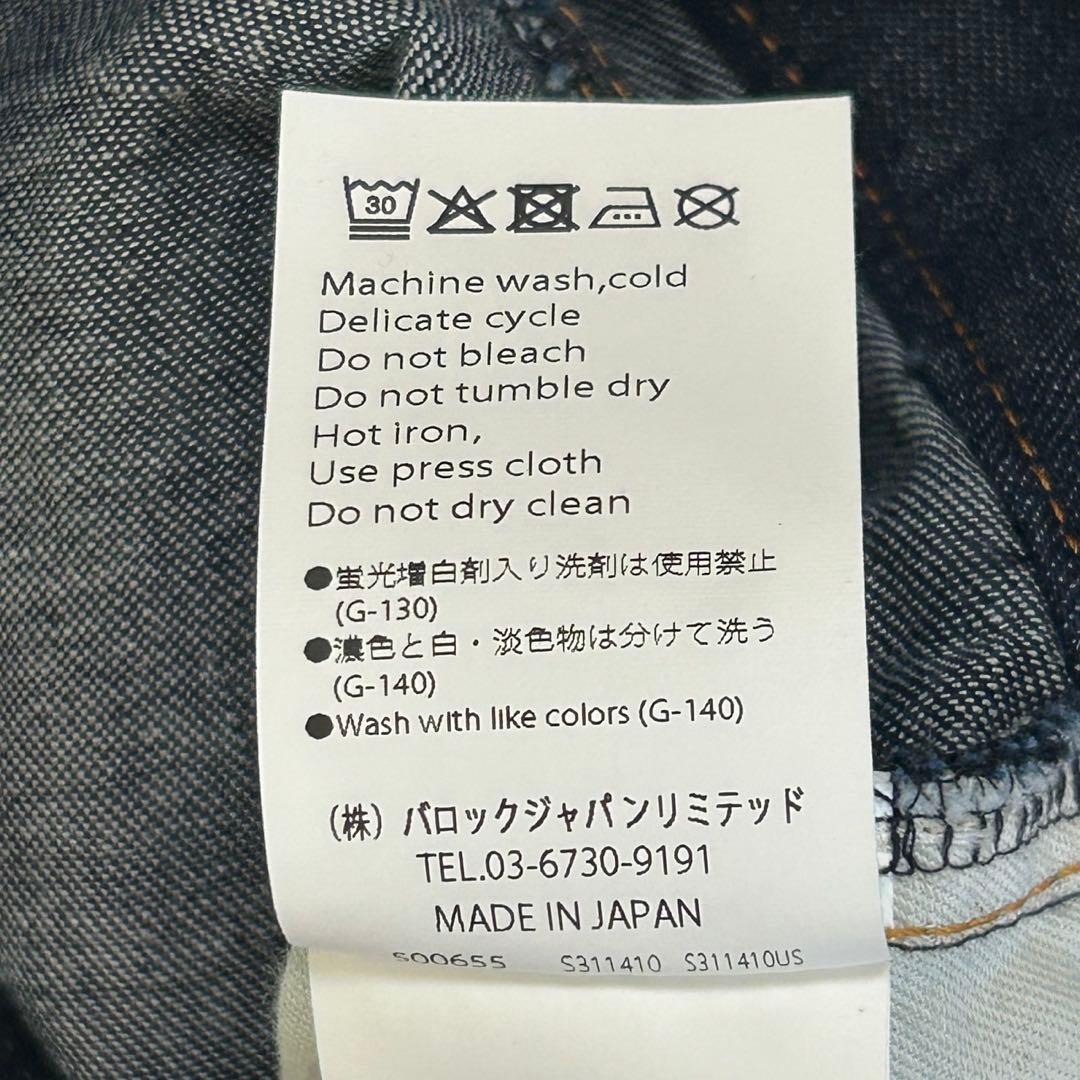 30
Machine wash,cold
Delicate cycle
Do not bleach
Do not tumble dry
Hot iron,
Use press cloth
Do not dry clean
●蛍光増白剤入り洗剤は使用禁止
(G-130)
●濃色と白・淡色物は分けて洗う
(G-140)
●Wash with like colors (G-140)
(株) バロックジャパンリミテッド
TEL.03-6730-9191
MADE IN JAPAN
500655 S311410 S311410US